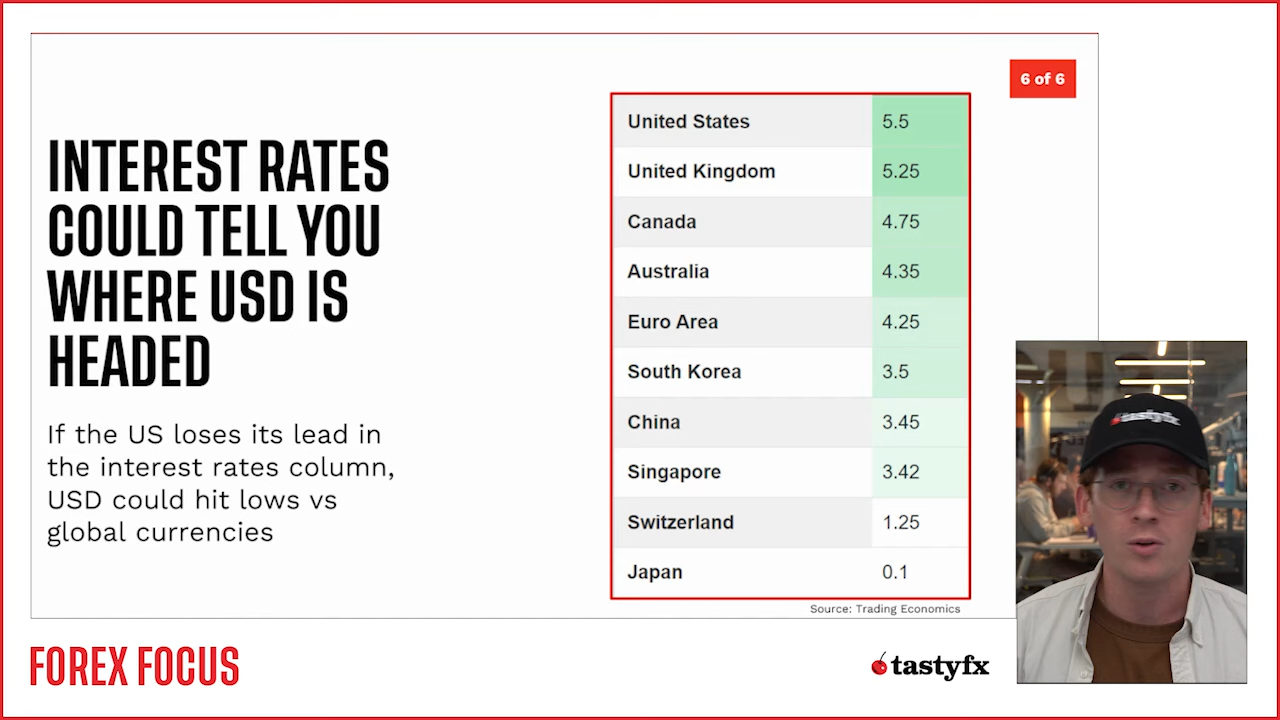 6 of 6
INTEREST RATES
COULD TELL YOU
WHERE USD IS
HEADED
If the US loses its lead in
the interest rates column,
USD could hit lows vs
global currencies
United States 5.5
United Kingdom 5.25
Canada 4.75
Australia 4.35
Euro Area 4.25
South Korea 3.5
China 3.45
Singapore 3.42
Switzerland 1.25
Japan 0.1
Source: Trading Economics
FOREX FOCUS
tastyfx
tastyfx